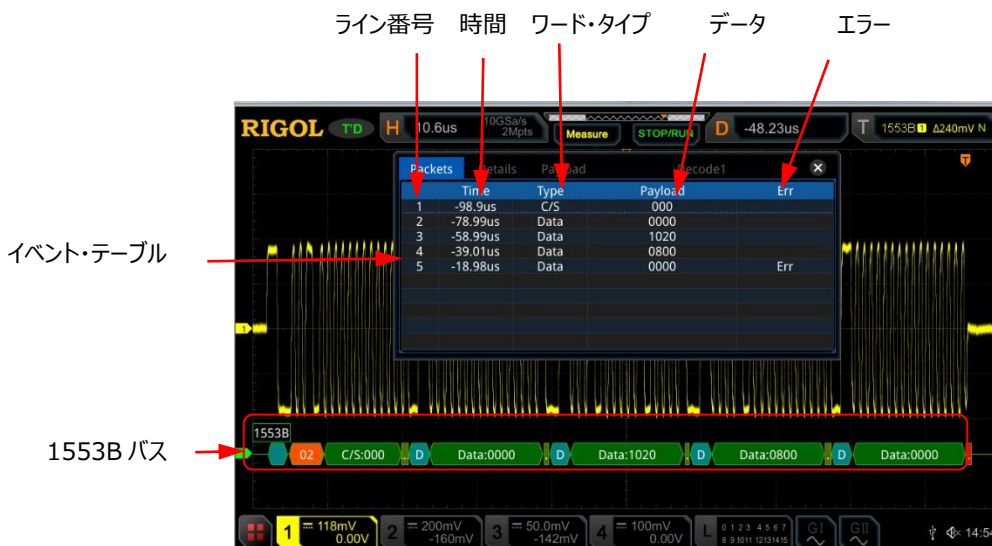 ライン番号 時間 ワード・タイプ データ エラー
RIGOL T'D H 10.6us 10GSa/s 2Mpts Measure STOP/RUN D -48.23us T 1553B 1 Δ240mV N
T
Packets Details Payload Decode1 ×
Time Type Payload Err
1 -98.9us C/S 000
2 -78.99us Data 0000
3 -58.99us Data 1020
4 -39.01us Data 0800
5 -18.98us Data 0000 Err
イベント・テーブル
1
1553B
1553B バス
02 C/S:000 D Data:0000 D Data:1020 D Data:0800 D Data:0000
1 118mV 0.00V 2 200mV -160mV 3 50.0mV -142mV 4 100mV 0.00V L 0 1 2 3 4 5 6 7 8 9 10 11 12 13 14 15 GI GII 14:54